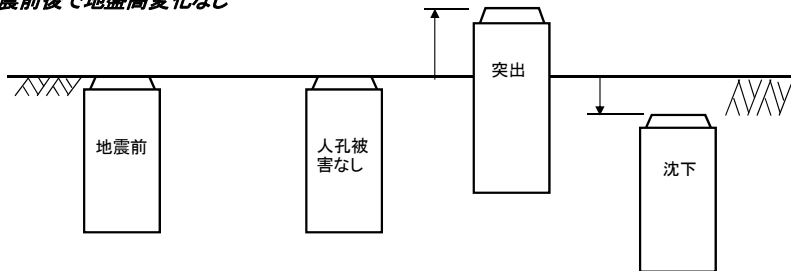 震前後で地盤高変化なし
突出
地震前
人孔被
害なし
沈下